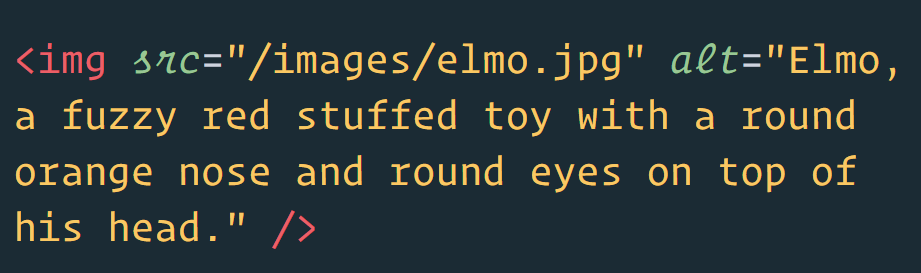 <img src="/images/elmo.jpg" alt="Elmo,
a fuzzy red stuffed toy with a round
orange nose and round eyes on top of
his head." />